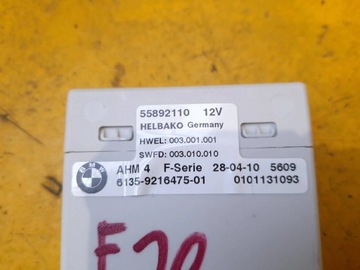 55892110 12V
HELBAKO Germany
HWEL: 003.001.001
SWFD: 003.010.010
BMW
AHM 4 F-Serie 28-04-10 5609
6135-9216475-01 0101131093